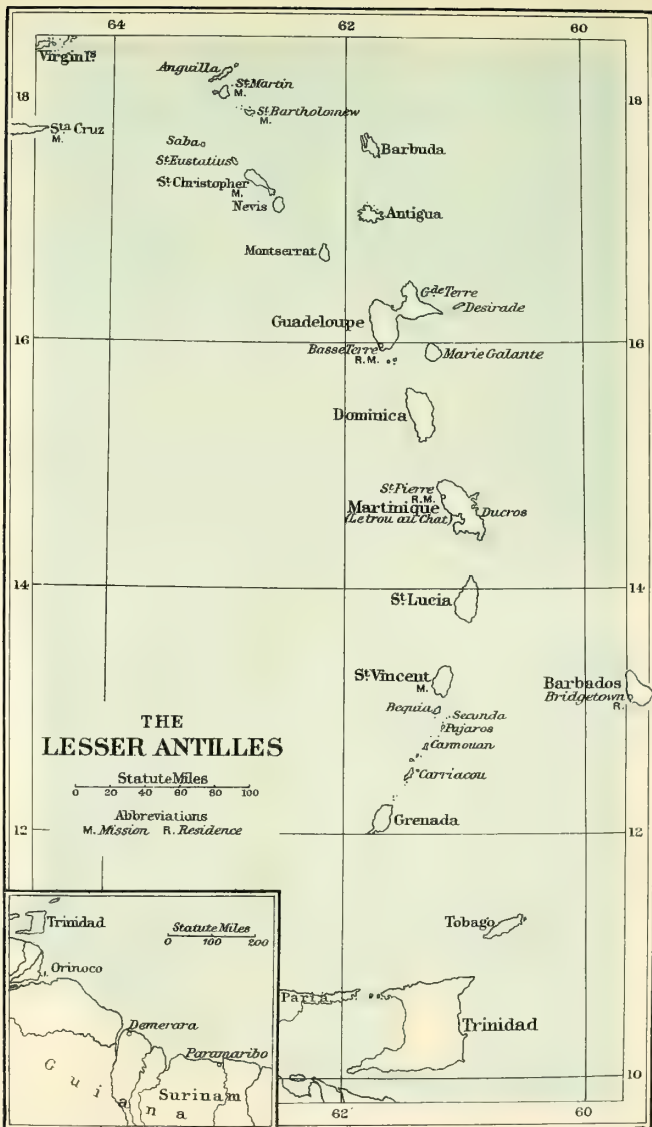 64 62 60
Virgin Is
Anguilla
St Martin
M.
18 18
St Bartholomew
M.
Sta Cruz
M.
Saba
Barbuda
St Eustatius
St Christopher
M.
Nevis
Antigua
Montserrat
Gde Terre
Desirade
Guadeloupe
16 16
Basse Terre
R.M.
Marie Galante
Dominica
St Pierre
R.M.
Martinique
(Le trou au Chat)
Ducros
14 14
St Lucia
St Vincent
M.
Barbados
Bridgetown
R.
Bequia
Secunda
Pajaros
Cannouan
Carriacou
Grenada
12 12
THE
LESSER ANTILLES
Statute Miles
0 20 40 60 80 100
Abbreviations
M. Mission R. Residence
Tobago
Paria
Trinidad
10
62 60
Trinidad
Statute Miles
0 100 200
Orinoco
Demerara
Paramaribo
Guiana
Surinam